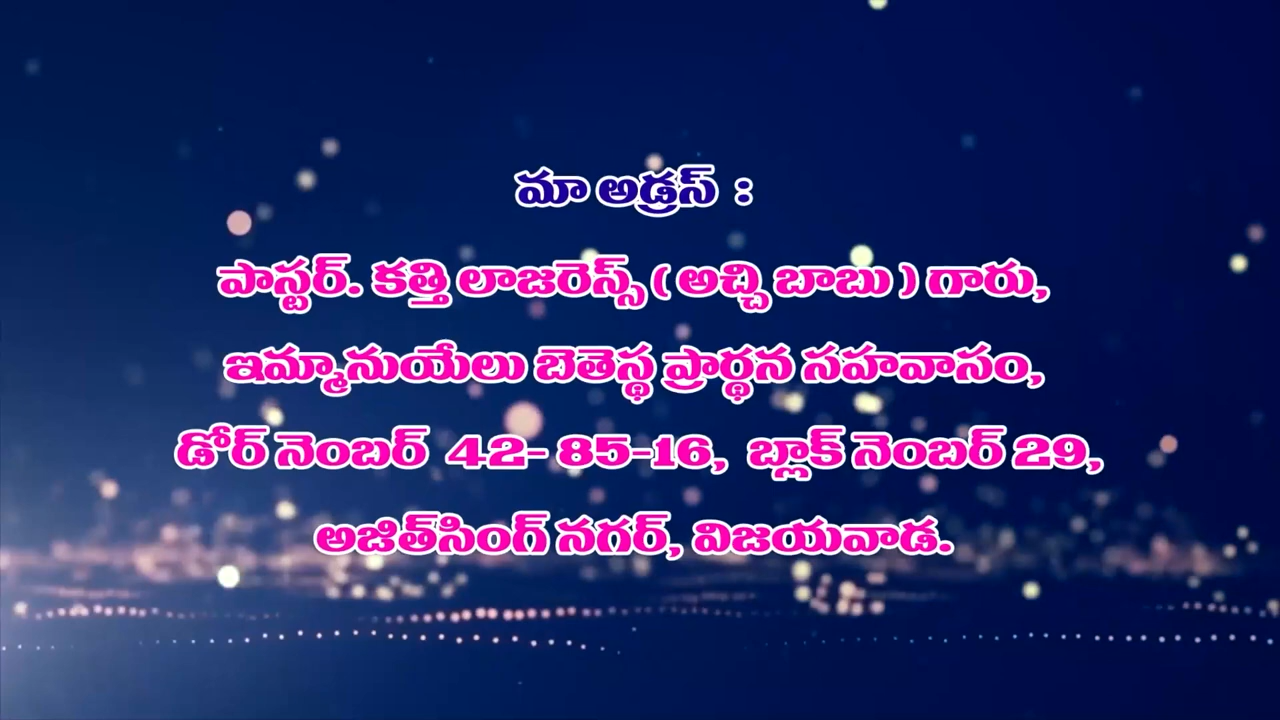 మా అడ్రస్ :
పాస్టర్. కత్తి లాజరెస్స్ ( అచ్చి బాబు ) గారు,
ఇమ్మానుయేలు బెతెస్థ ప్రార్థన సహవాసం,
డోర్ నెంబర్ 42- 85-16, బ్లాక్ నెంబర్ 29,
అజిత్‌సింగ్ నగర్, విజయవాడ.